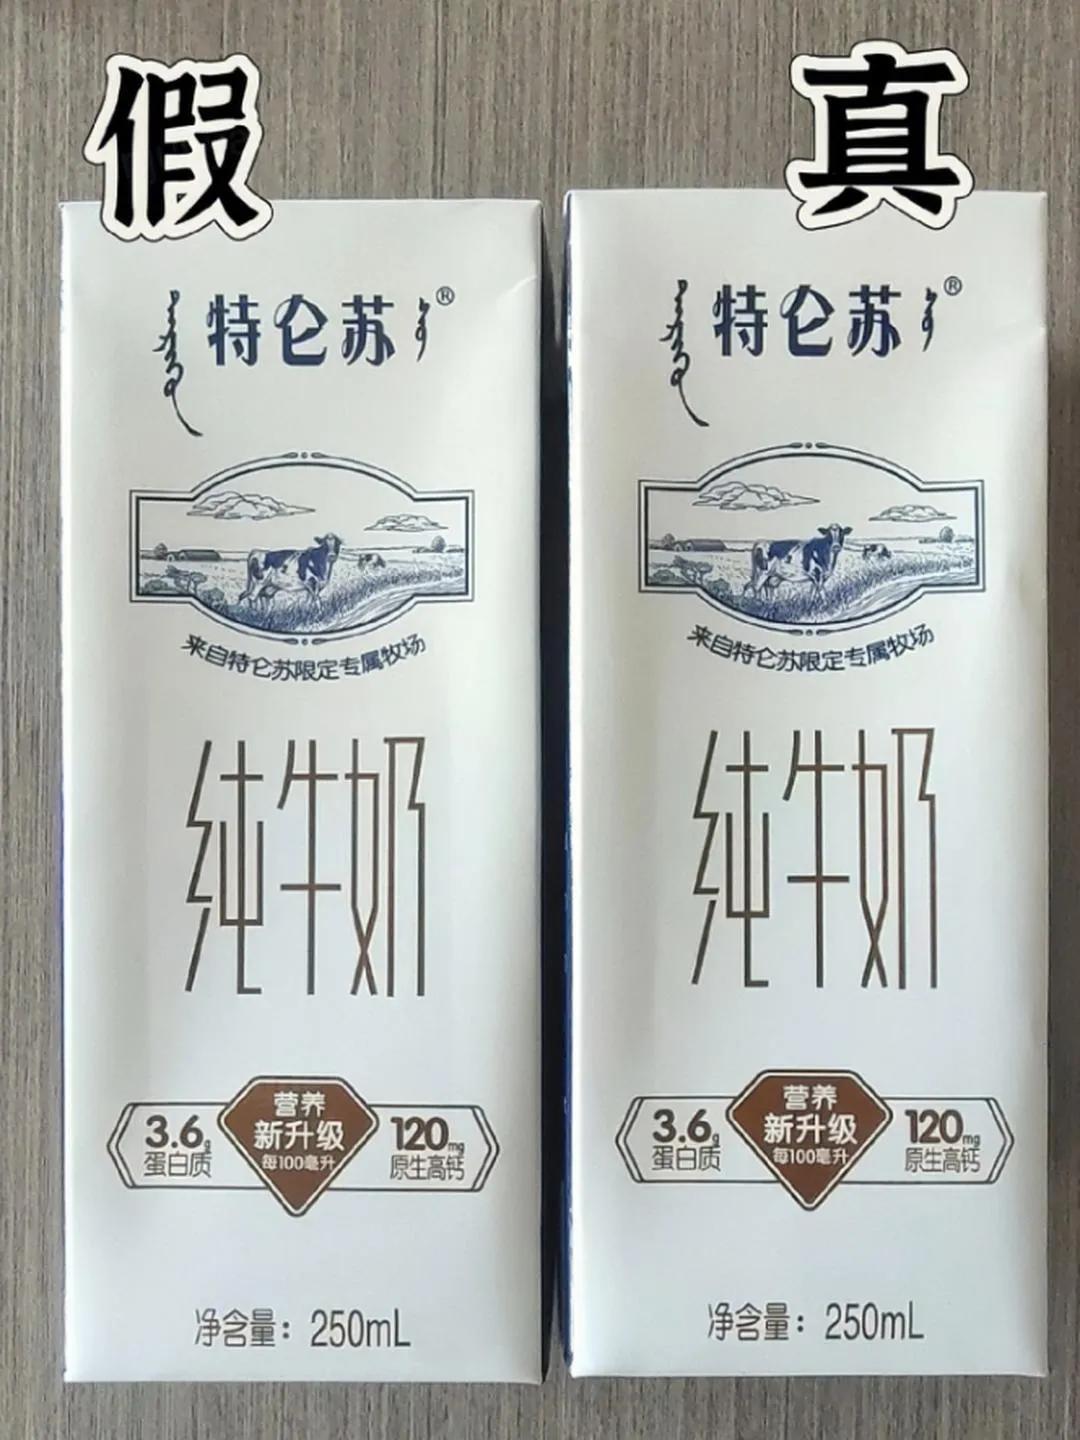 假
真
特仑苏®
来自特仑苏限定专属牧场
纯牛奶
3.6g
蛋白质
营养
新升级
每100毫升
120mg
原生高钙
净含量：250mL
特仑苏®
来自特仑苏限定专属牧场
纯牛奶
3.6g
蛋白质
营养
新升级
每100毫升
120mg
原生高钙
净含量：250mL